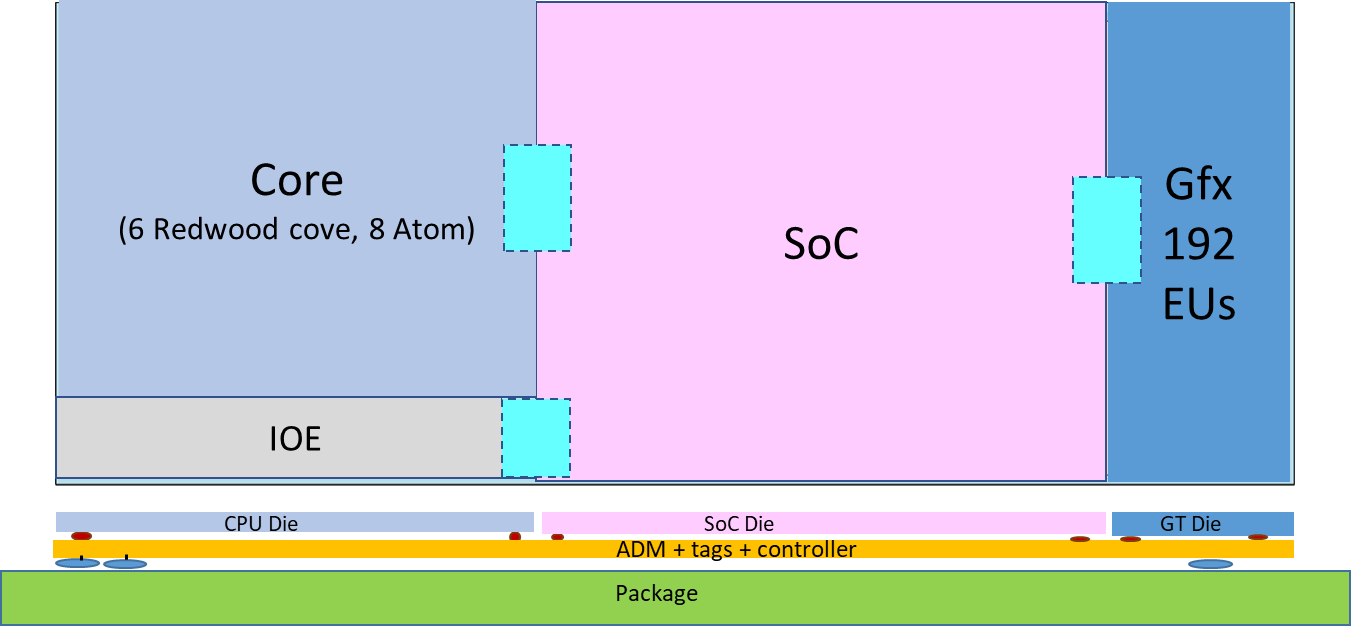 Core
(6 Redwood cove, 8 Atom)
SoC
Gfx
192
EUs
IOE
CPU Die
SoC Die
GT Die
ADM + tags + controller
Package